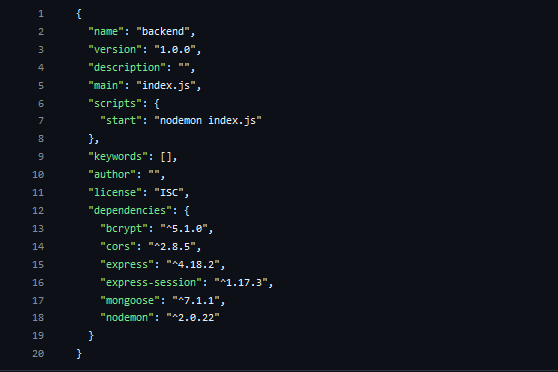 1 {
2 "name": "backend",
3 "version": "1.0.0",
4 "description": "",
5 "main": "index.js",
6 "scripts": {
7 "start": "nodemon index.js"
8 },
9 "keywords": [],
10 "author": "",
11 "license": "ISC",
12 "dependencies": {
13 "bcrypt": "^5.1.0",
14 "cors": "^2.8.5",
15 "express": "^4.18.2",
16 "express-session": "^1.17.3",
17 "mongoose": "^7.1.1",
18 "nodemon": "^2.0.22"
19 }
20 }